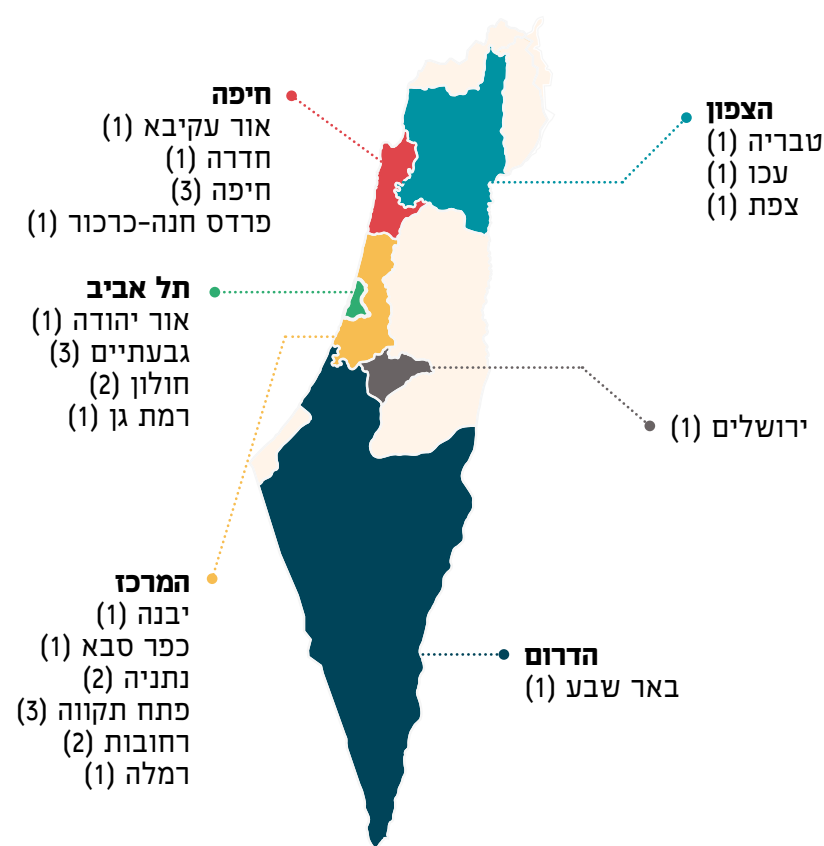 הצפון
טבריה (1)
עכו (1)
צפת (1)
חיפה
אור עקיבא (1)
חדרה (1)
חיפה (3)
פרדס חנה-כרכור (1)
תל אביב
אור יהודה (1)
גבעתיים (3)
חולון (2)
רמת גן (1)
ירושלים (1)
המרכז
יבנה (1)
כפר סבא (1)
נתניה (2)
פתח תקווה (3)
רחובות (2)
רמלה (1)
הדרום
באר שבע (1)